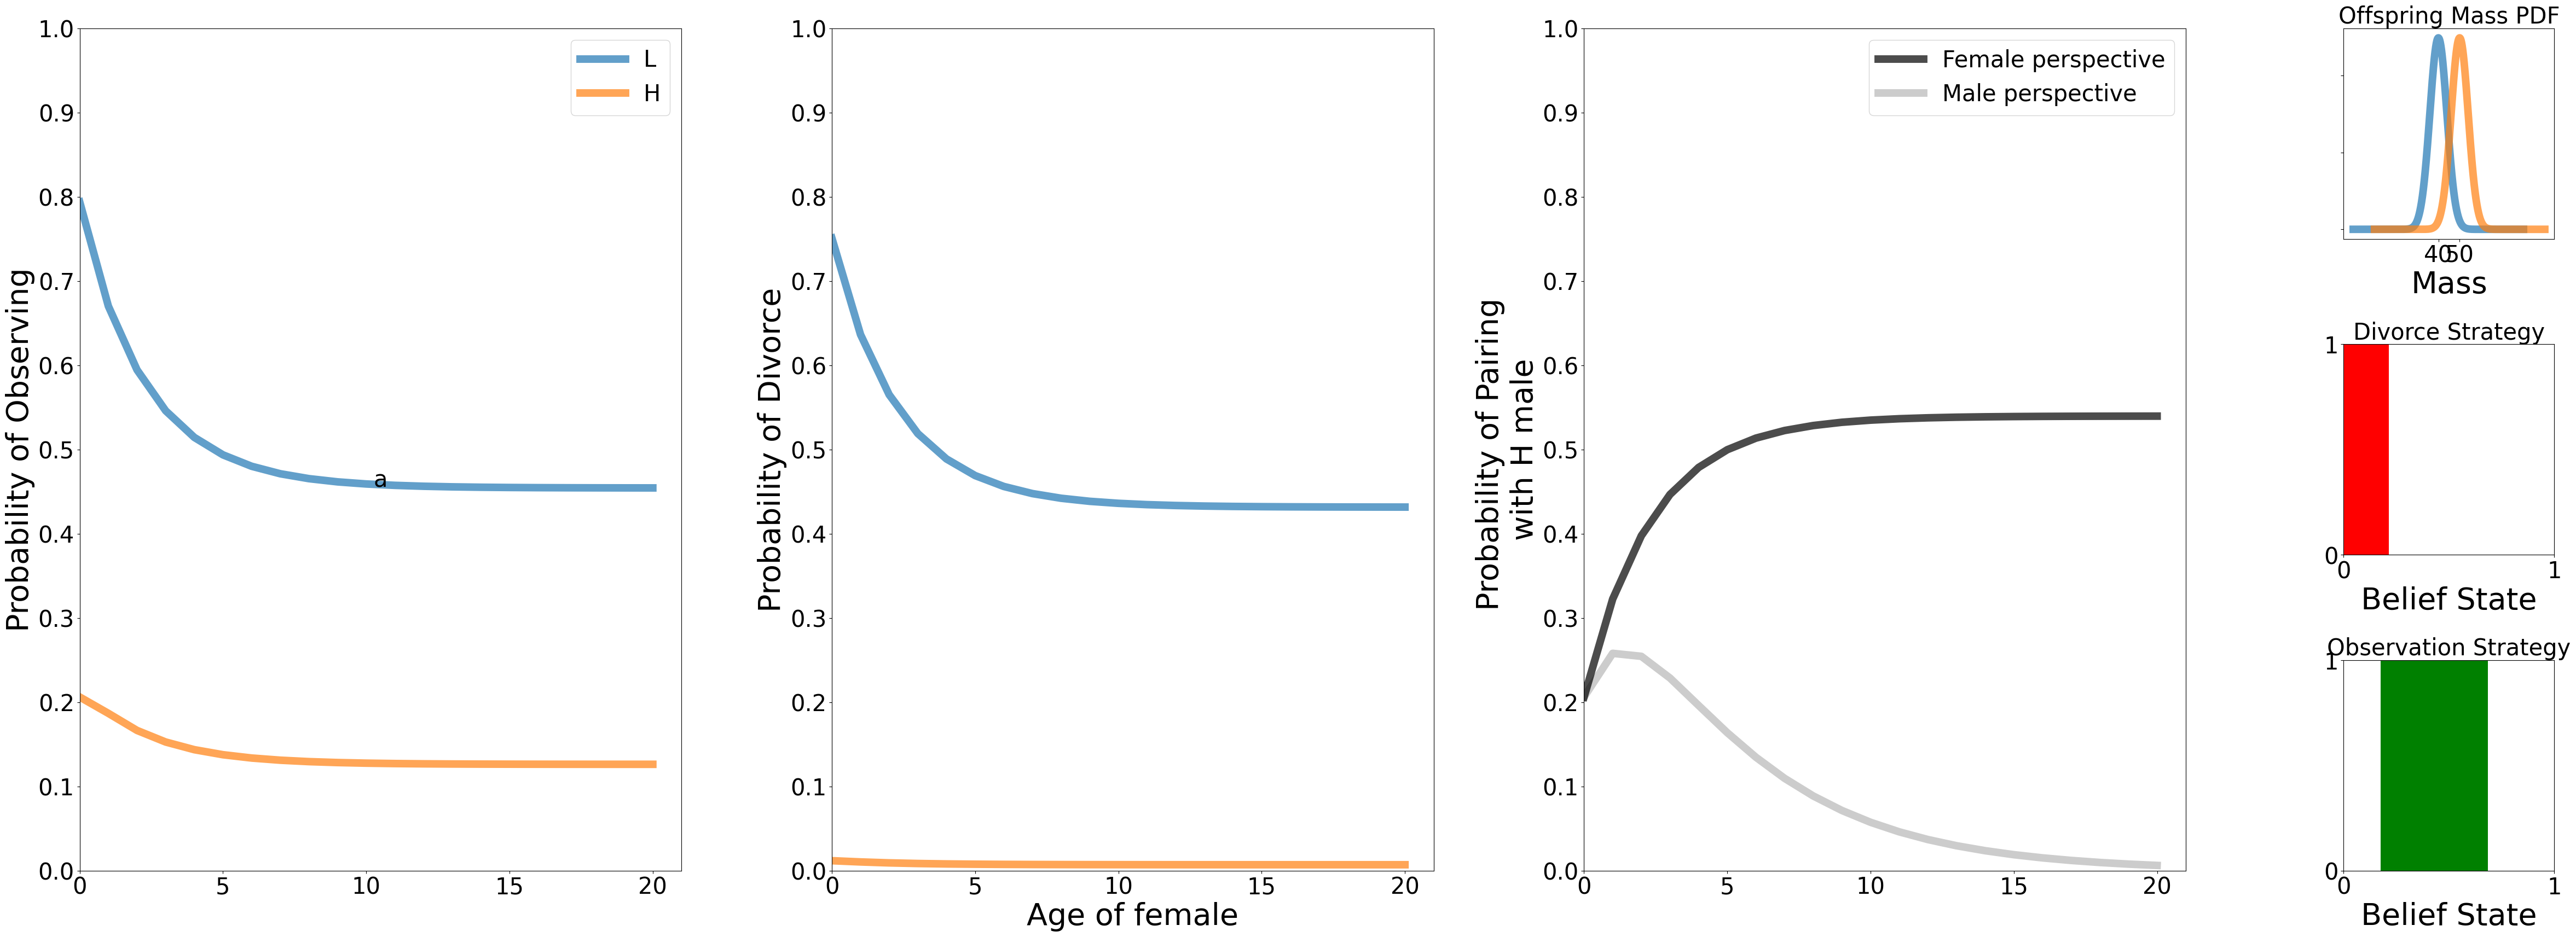 1.0
0.9
0.8
0.7
0.6
0.5
0.4
0.3
0.2
0.1
0.0
Probability of Observing
L
H
a
0 5 10 15 20
1.0
0.9
0.8
0.7
0.6
0.5
0.4
0.3
0.2
0.1
0.0
Probability of Divorce
0 5 10 15 20
Age of female
1.0
0.9
0.8
0.7
0.6
0.5
0.4
0.3
0.2
0.1
0.0
Probability of Pairing
with H male
Female perspective
Male perspective
0 5 10 15 20
Offspring Mass PDF
40 50
Mass
Divorce Strategy
1
0
0 1
Belief State
Observation Strategy
1
0
0 1
Belief State